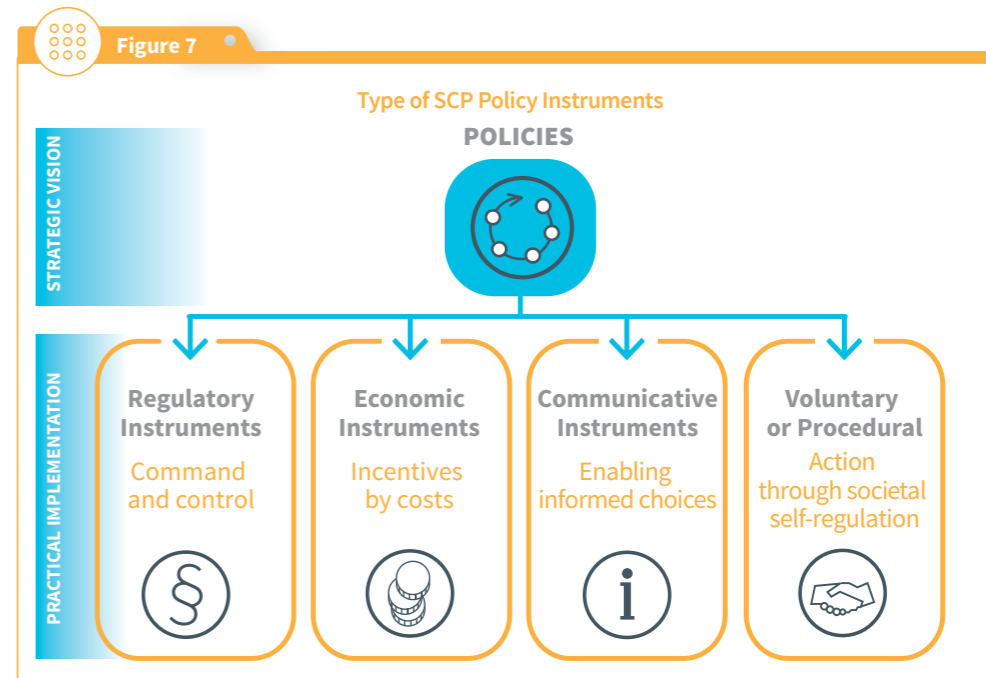 Figure 7
Type of SCP Policy Instruments
POLICIES
STRATEGIC VISION
PRACTICAL IMPLEMENTATION
Regulatory
Instruments
Command
and control
§
Economic
Instruments
Incentives
by costs
Communicative
Instruments
Enabling
informed choices
i
Voluntary
or Procedural
Action
through societal
self-regulation